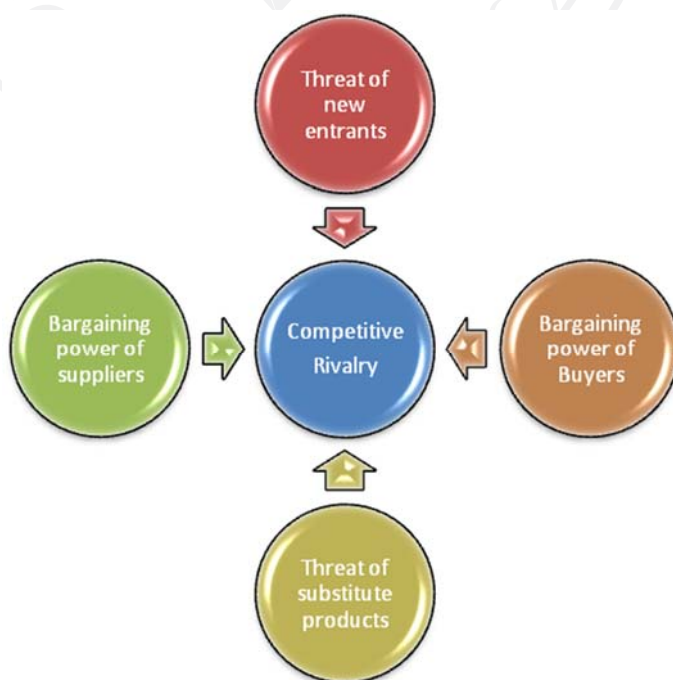 Threat of
new
entrants
Bargaining
power of
suppliers
Competitive
Rivalry
Bargaining
power of
Buyers
Threat of
substitute
products